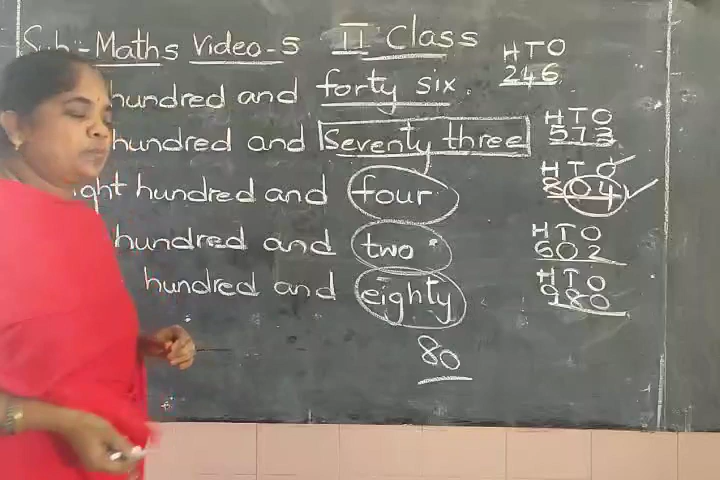 Sub:-Maths Video-5 II Class
HTO
246
hundred and forty six.
HTO
573
hundred and Seventy three
HTO
804
ght hundred and four
HTO
602
hundred and two
HTO
980
hundred and eighty
80